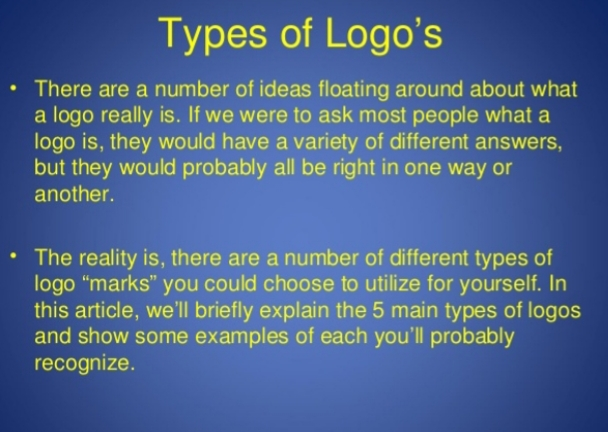 Types of Logo’s
• There are a number of ideas floating around about what
a logo really is. If we were to ask most people what a
logo is, they would have a variety of different answers,
but they would probably all be right in one way or
another.
• The reality is, there are a number of different types of
logo “marks” you could choose to utilize for yourself. In
this article, we’ll briefly explain the 5 main types of logos
and show some examples of each you’ll probably
recognize.